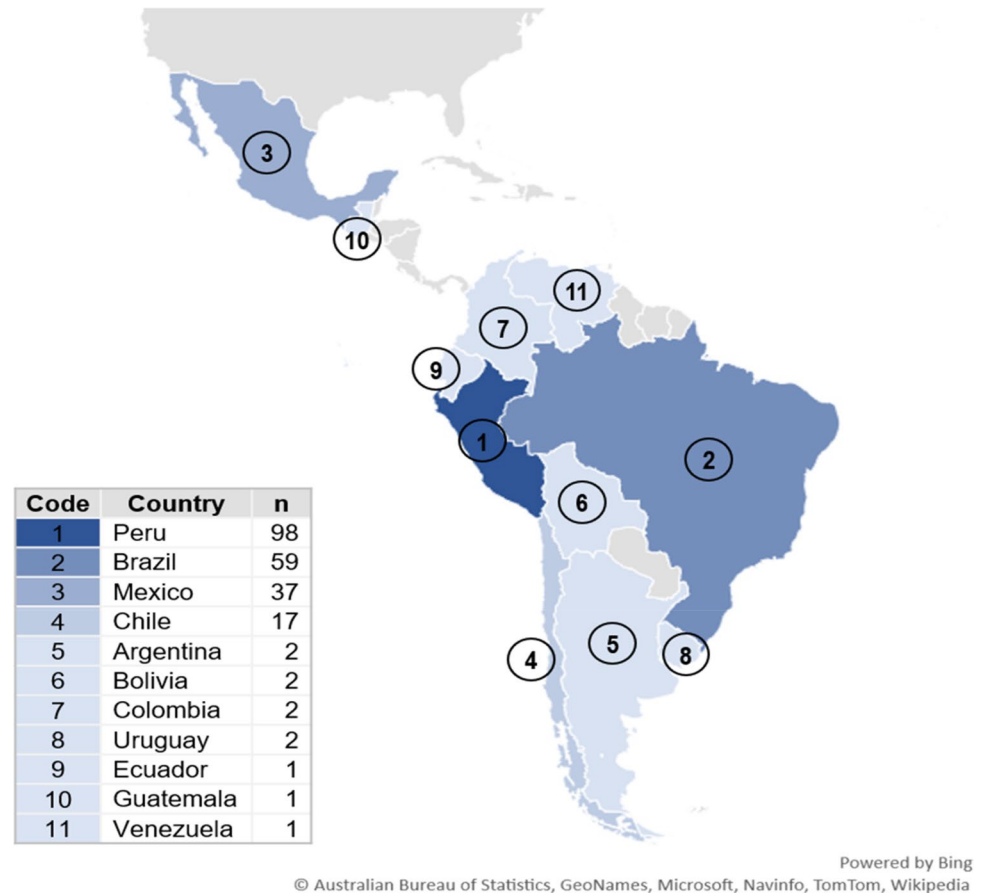 3
10
11
7
9
1
2
6
5
4
8
Code Country n
1 Peru 98
2 Brazil 59
3 Mexico 37
4 Chile 17
5 Argentina 2
6 Bolivia 2
7 Colombia 2
8 Uruguay 2
9 Ecuador 1
10 Guatemala 1
11 Venezuela 1
Powered by Bing
© Australian Bureau of Statistics, GeoNames, Microsoft, Navinfo, TomTom, Wikipedia